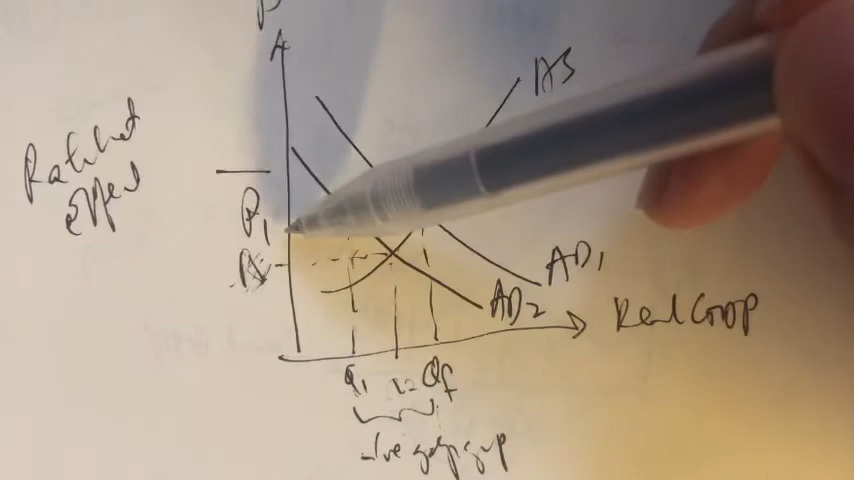 P
AS
Ratchet
effect
P1
AD1
AD2
Real GDP
Q1
Qf
-ve gap